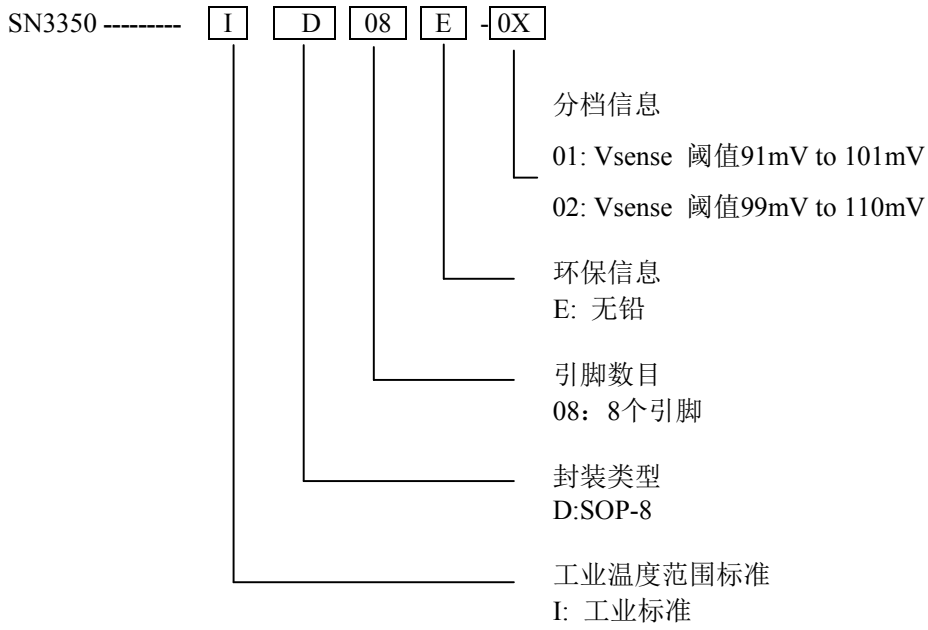 SN3350 --------- I D 08 E -0X
分档信息
01: Vsense 阈值91mV to 101mV
02: Vsense 阈值99mV to 110mV
环保信息
E: 无铅
引脚数目
08：8个引脚
封装类型
D:SOP-8
工业温度范围标准
I: 工业标准